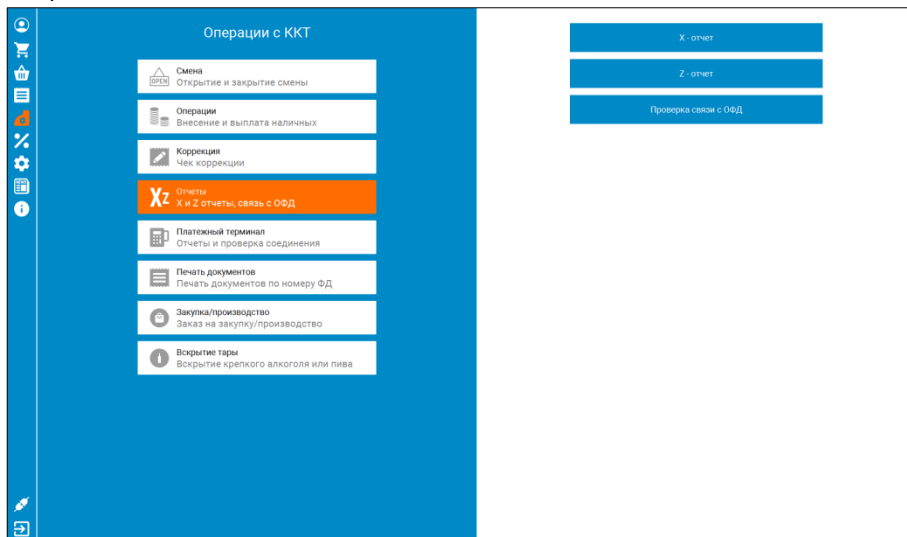 Операции с ККТ
OPEN
Смена
Открытие и закрытие смены
Операции
Внесение и выплата наличных
Коррекция
Чек коррекции
Xz
Отчеты
X и Z отчеты, связь с ОФД
Платежный терминал
Отчеты и проверка соединения
Печать документов
Печать документов по номеру ФД
Закупка/производство
Заказ на закупку/производство
Вскрытие тары
Вскрытие крепкого алкоголя или пива
X - отчет
Z - отчет
Проверка связи с ОФД